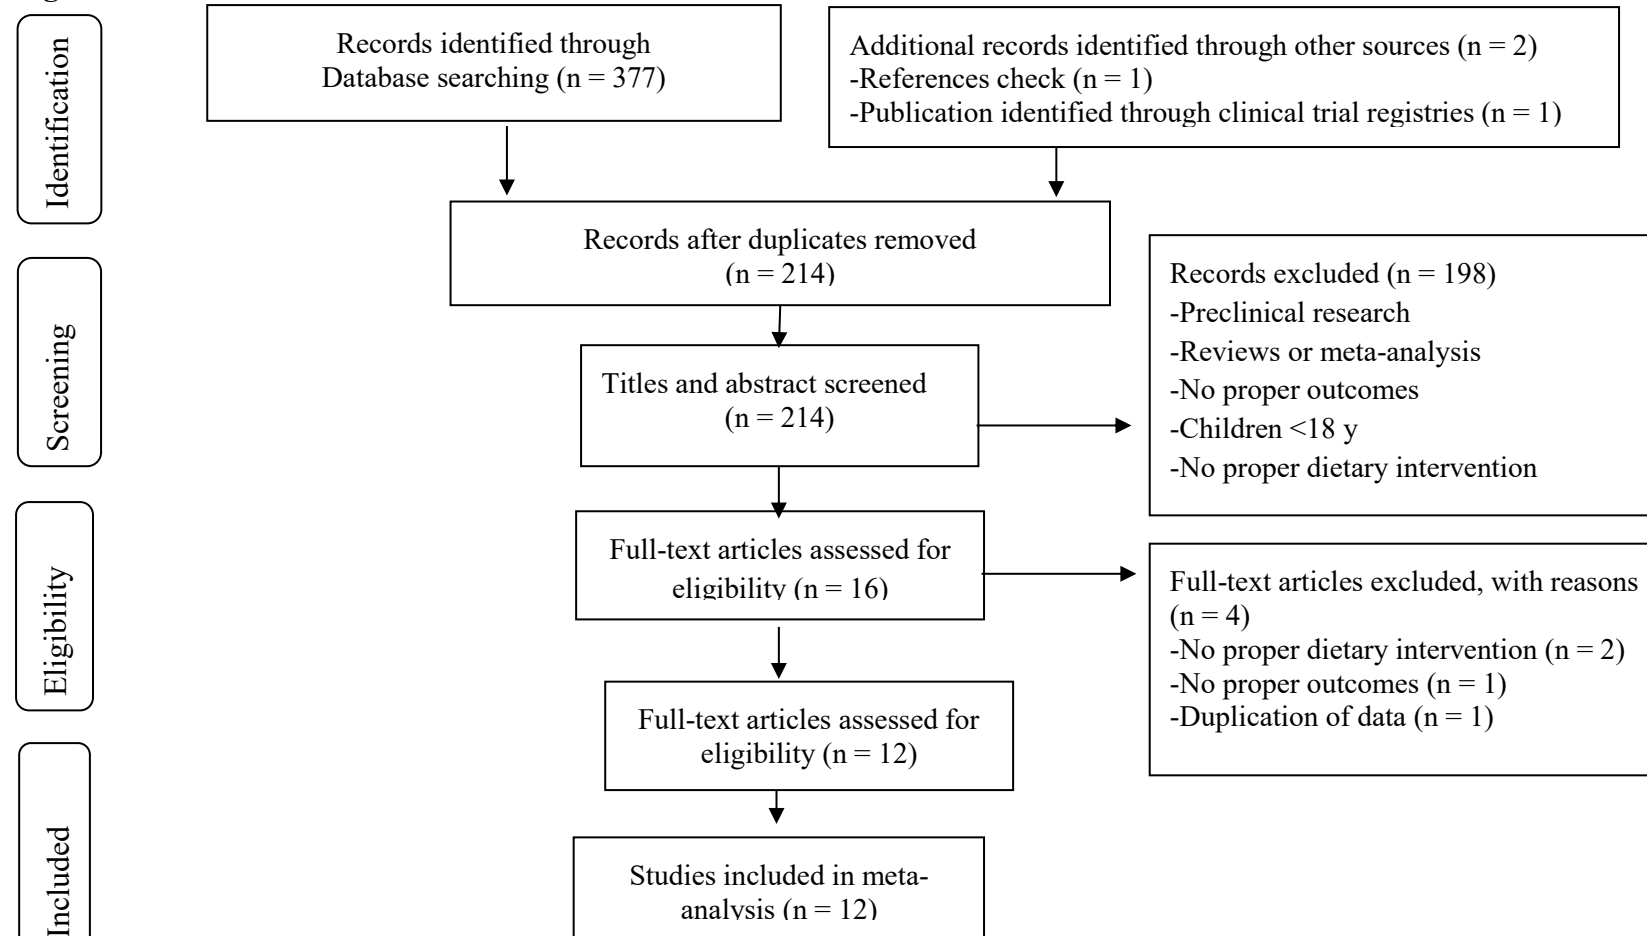 Identification
Records identified through
Database searching (n = 377)
Additional records identified through other sources (n = 2)
-References check (n = 1)
-Publication identified through clinical trial registries (n = 1)
Records after duplicates removed
(n = 214)
Screening
Titles and abstract screened
(n = 214)
Records excluded (n = 198)
-Preclinical research
-Reviews or meta-analysis
-No proper outcomes
-Children <18 y
-No proper dietary intervention
Eligibility
Full-text articles assessed for
eligibility (n = 16)
Full-text articles excluded, with reasons
(n = 4)
-No proper dietary intervention (n = 2)
-No proper outcomes (n = 1)
-Duplication of data (n = 1)
Full-text articles assessed for
eligibility (n = 12)
Included
Studies included in meta-
analysis (n = 12)